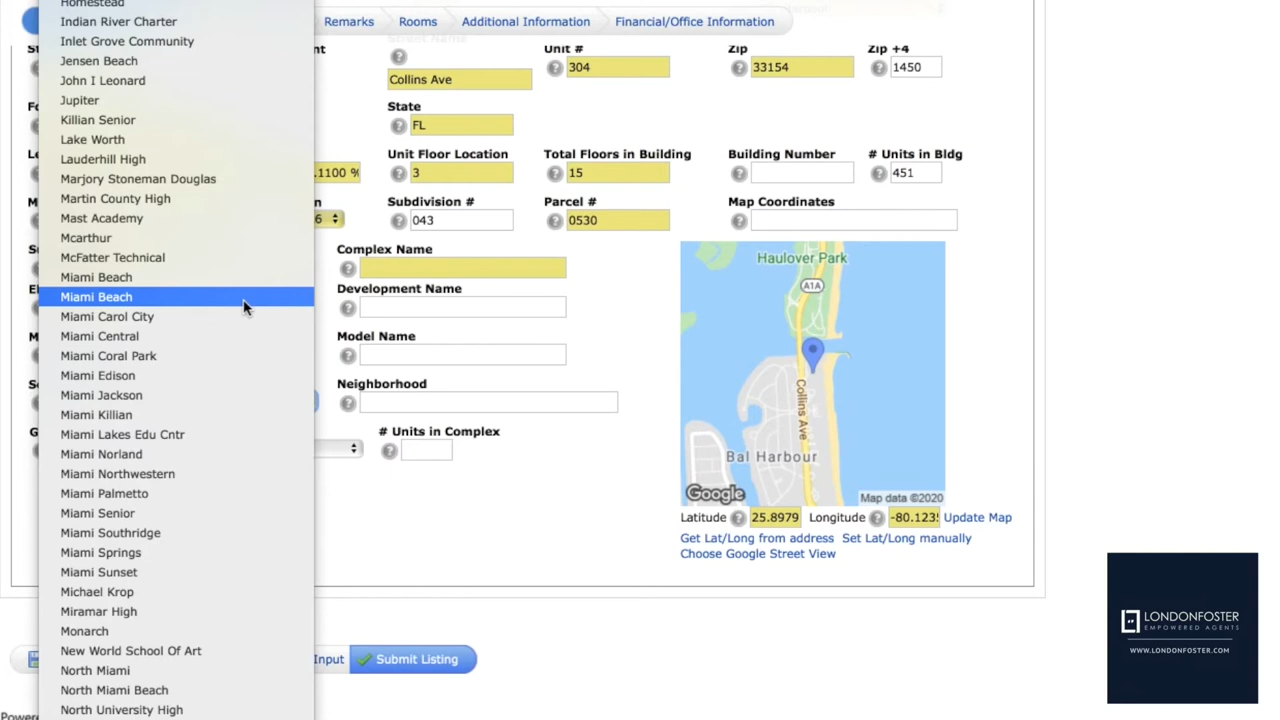 Homestead
Indian River Charter
Inlet Grove Community
Jensen Beach
John I Leonard
Jupiter
Killian Senior
Lake Worth
Lauderhill High
Marjory Stoneman Douglas
Martin County High
Mast Academy
Mcarthur
McFatter Technical
Miami Beach
Miami Beach
Miami Carol City
Miami Central
Miami Coral Park
Miami Edison
Miami Jackson
Miami Killian
Miami Lakes Edu Cntr
Miami Norland
Miami Northwestern
Miami Palmetto
Miami Senior
Miami Southridge
Miami Springs
Miami Sunset
Michael Krop
Miramar High
Monarch
New World School Of Art
North Miami
North Miami Beach
North University High
Remarks Rooms Additional Information Financial/Office Information
Street Name Unit # Zip Zip +4
Collins Ave 304 33154 1450
State
FL
Unit Floor Location Total Floors in Building Building Number # Units in Bldg
.1100 % 3 15 451
Subdivision # Parcel # Map Coordinates
6 043 0530
Complex Name
Development Name
Model Name
Neighborhood
# Units in Complex
Haulover Park
A1A
Collins Ave
Bal Harbour
Google Map data ©2020
Latitude 25.8979 Longitude -80.123 Update Map
Get Lat/Long from address Set Lat/Long manually
Choose Google Street View
Input Submit Listing
LONDONFOSTER
EMPOWERED AGENTS
WWW.LONDONFOSTER.COM